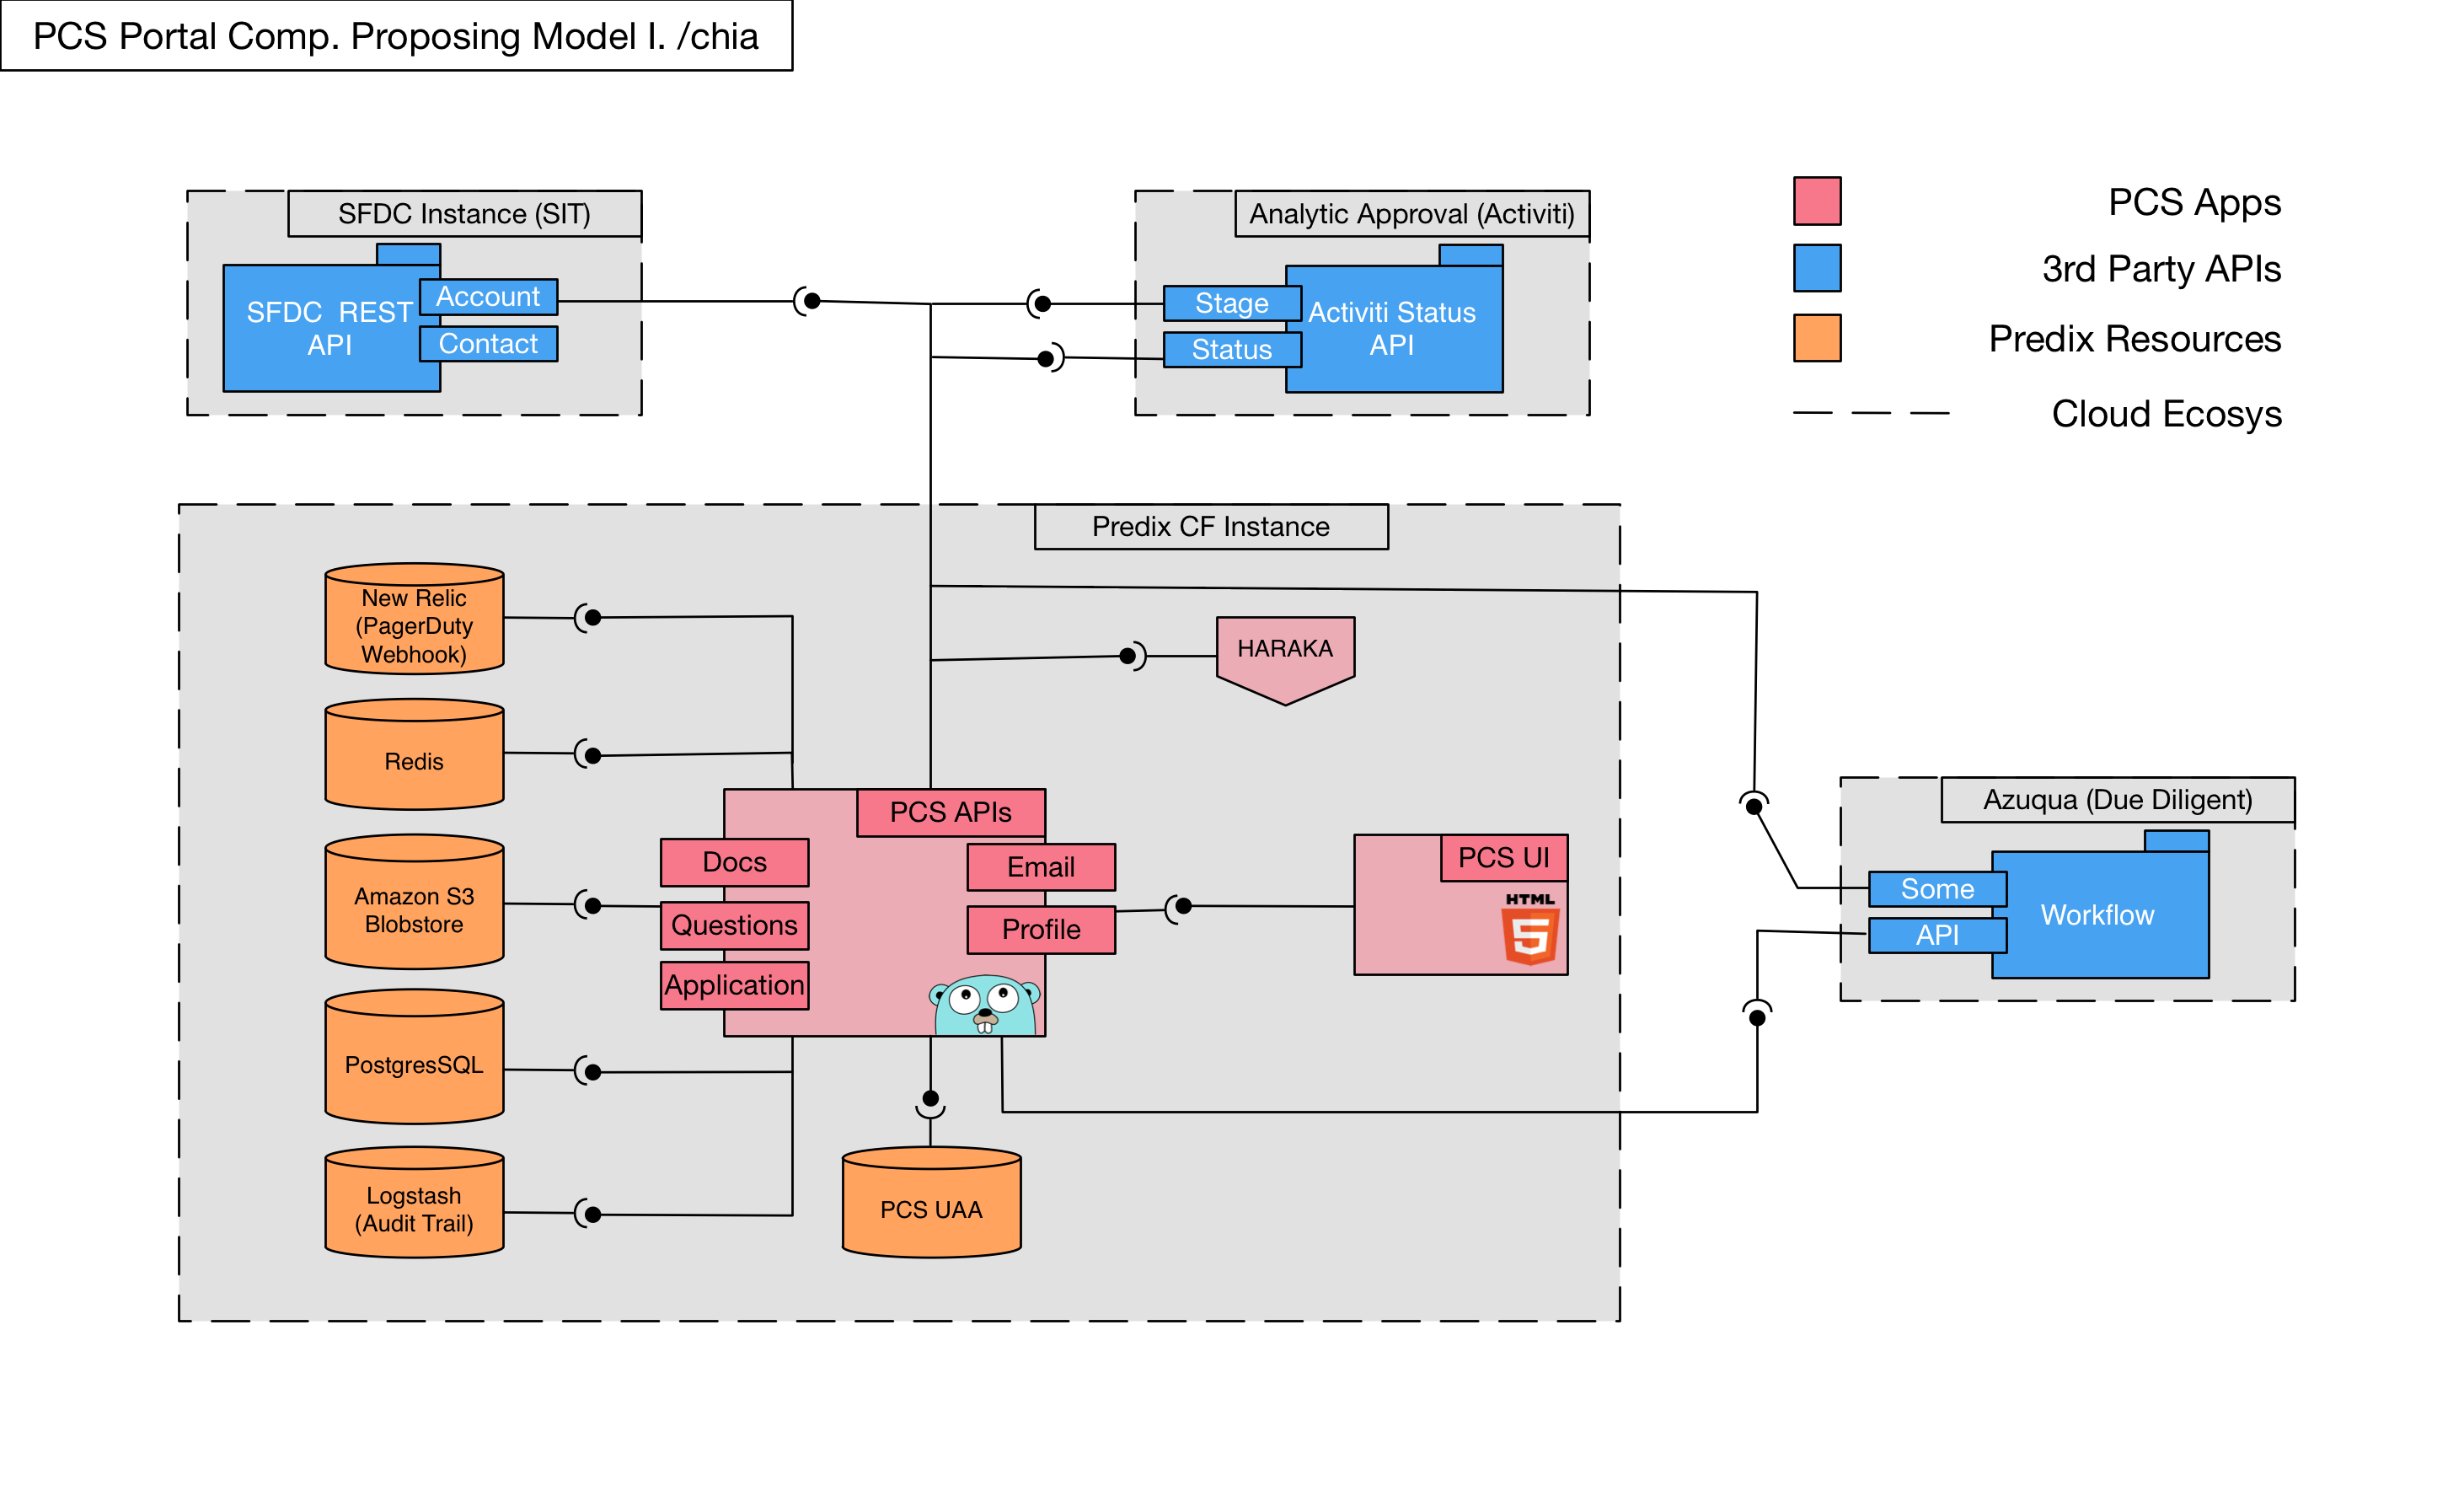 PCS Portal Comp. Proposing Model I. /chia
SFDC Instance (SIT)
SFDC REST
API
Account
Contact
Analytic Approval (Activiti)
Stage
Status
Activiti Status
API
PCS Apps
3rd Party APIs
Predix Resources
Cloud Ecosys
Predix CF Instance
New Relic
(PagerDuty
Webhook)
Redis
Amazon S3
Blobstore
PostgresSQL
Logstash
(Audit Trail)
HARAKA
PCS APIs
Docs
Questions
Application
Email
Profile
PCS UI
HTML
5
PCS UAA
Azuqua (Due Diligent)
Some
API
Workflow